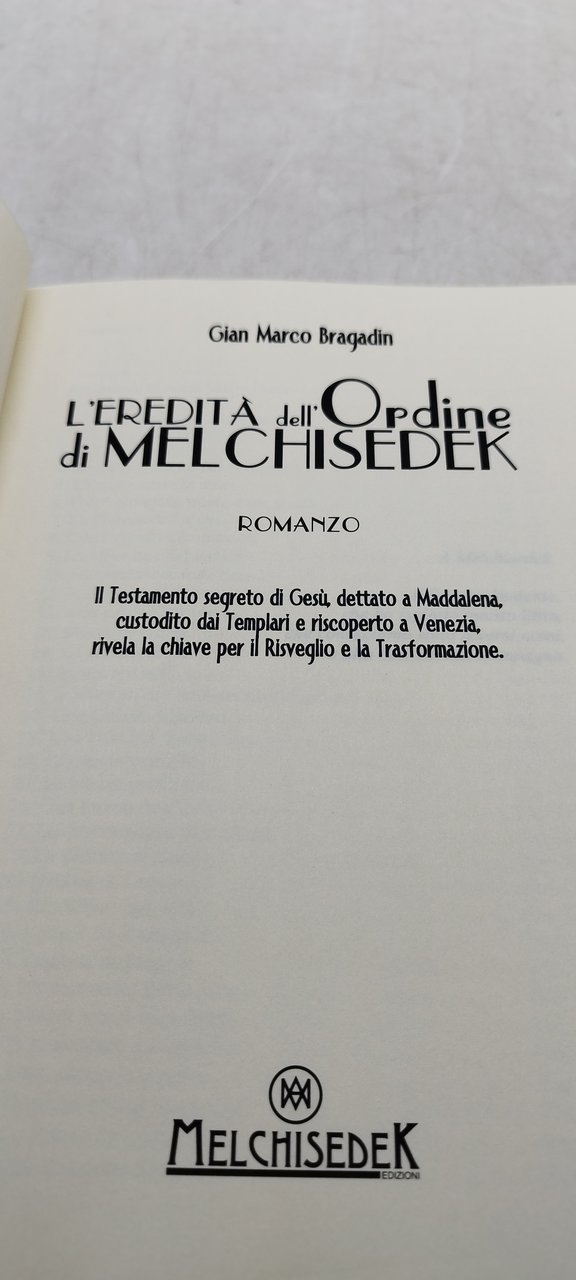 Gian Marco Bragadin
L'EREDITÀ dell'Ordine
di MELCHISEDEK
ROMANZO
Il Testamento segreto di Gesù, dettato a Maddalena,
custodito dai Templari e riscoperto a Venezia,
rivela la chiave per il Risveglio e la Trasformazione.
MELCHISEDEK
EDIZIONI